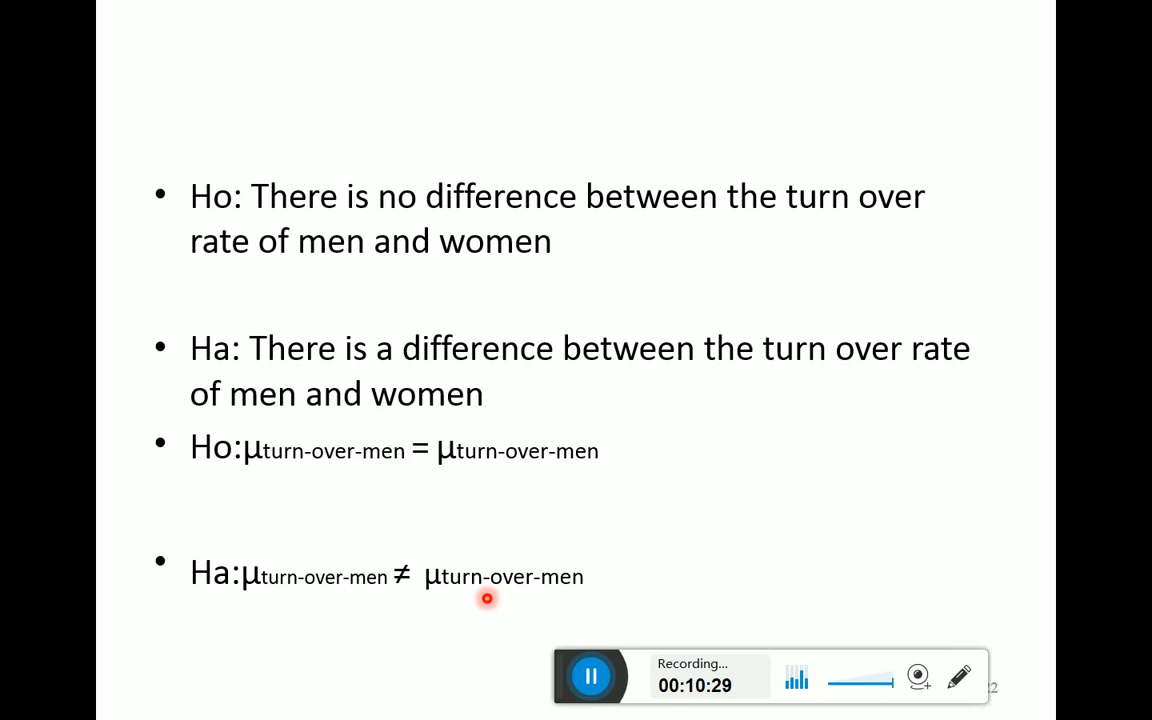 • Ho: There is no difference between the turn over
rate of men and women
• Ha: There is a difference between the turn over rate
of men and women
• Ho:µturn-over-men = µturn-over-men
• Ha:µturn-over-men ≠ µturn-over-men
Recording...
00:10:29
22